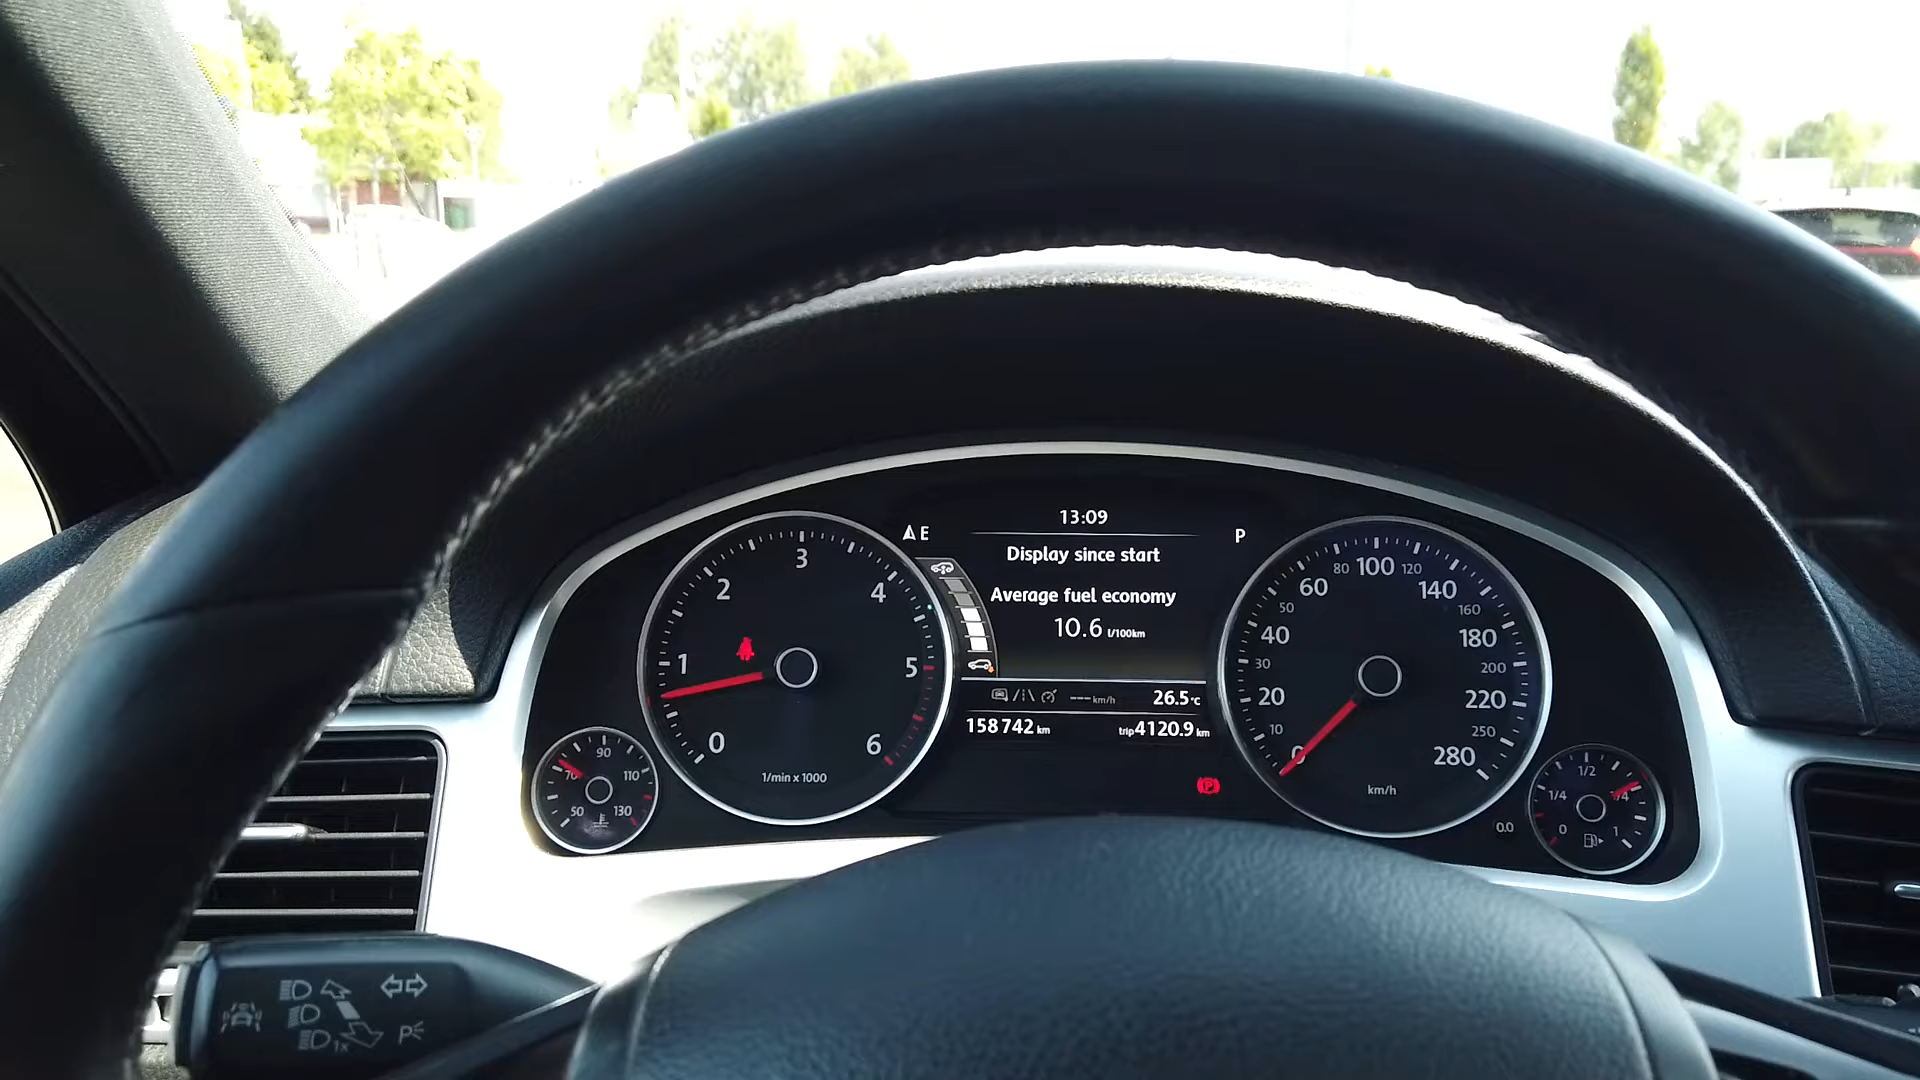 13:09
E
P
Display since start
Average fuel economy
10.6 l/100km
--- km/h
26.5°C
158742 km
trip 4120.9 km
0
1
2
3
4
5
6
1/min x 1000
0
10
20
30
40
50
60
80
100
120
140
160
180
200
220
250
280
km/h
50
70
90
110
130
0
1/4
1/2
3/4
1
0.0
(P)
1x
P